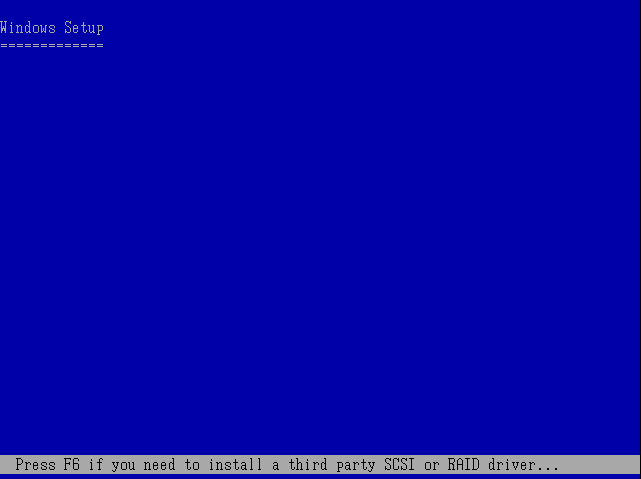 Windows Setup
=============
Press F6 if you need to install a third party SCSI or RAID driver...